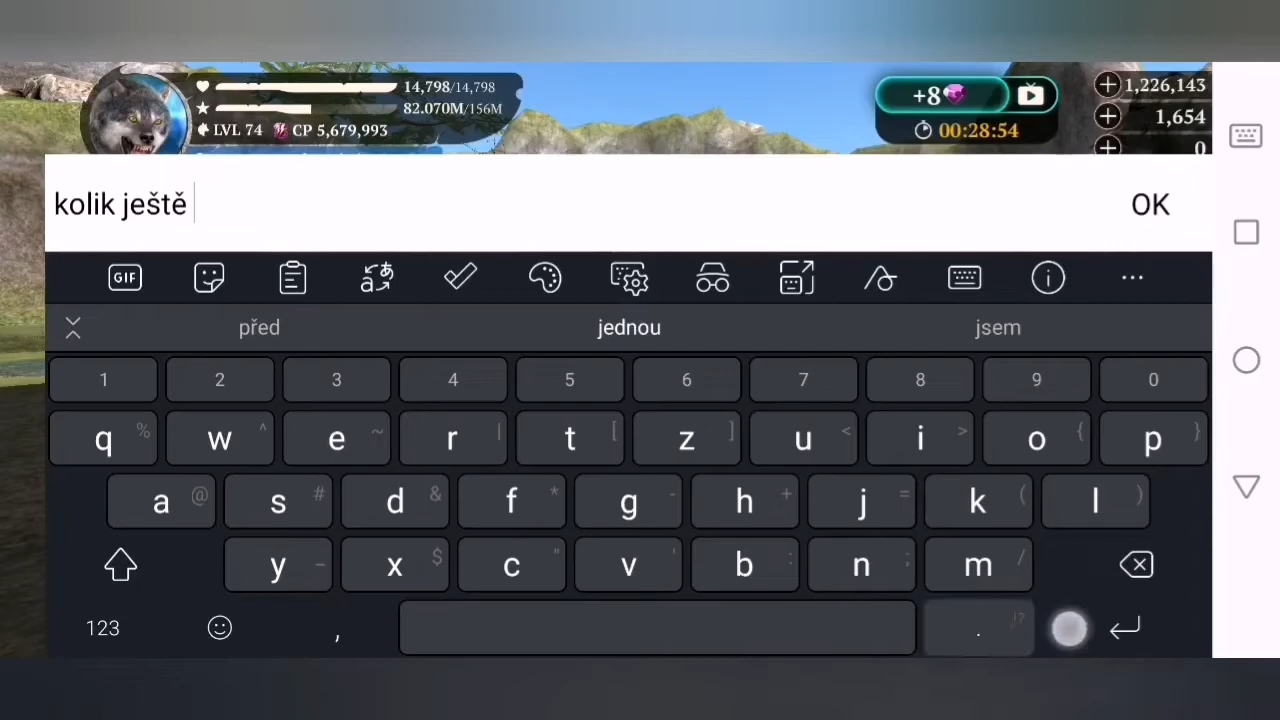 14,798/14,798
82.070M/156M
LVL 74 CP 5,679,993
+8
00:28:54
1,226,143
1,654
0
kolik ještě
OK
GIF
před jednou jsem
1 2 3 4 5 6 7 8 9 0
q % w ^ e ~ r | t [ z ] u < i > o { p }
a @ s # d & f * g - h + j = k ( l )
y _ x $ c " v ' b : n ; m /
123 , . !?